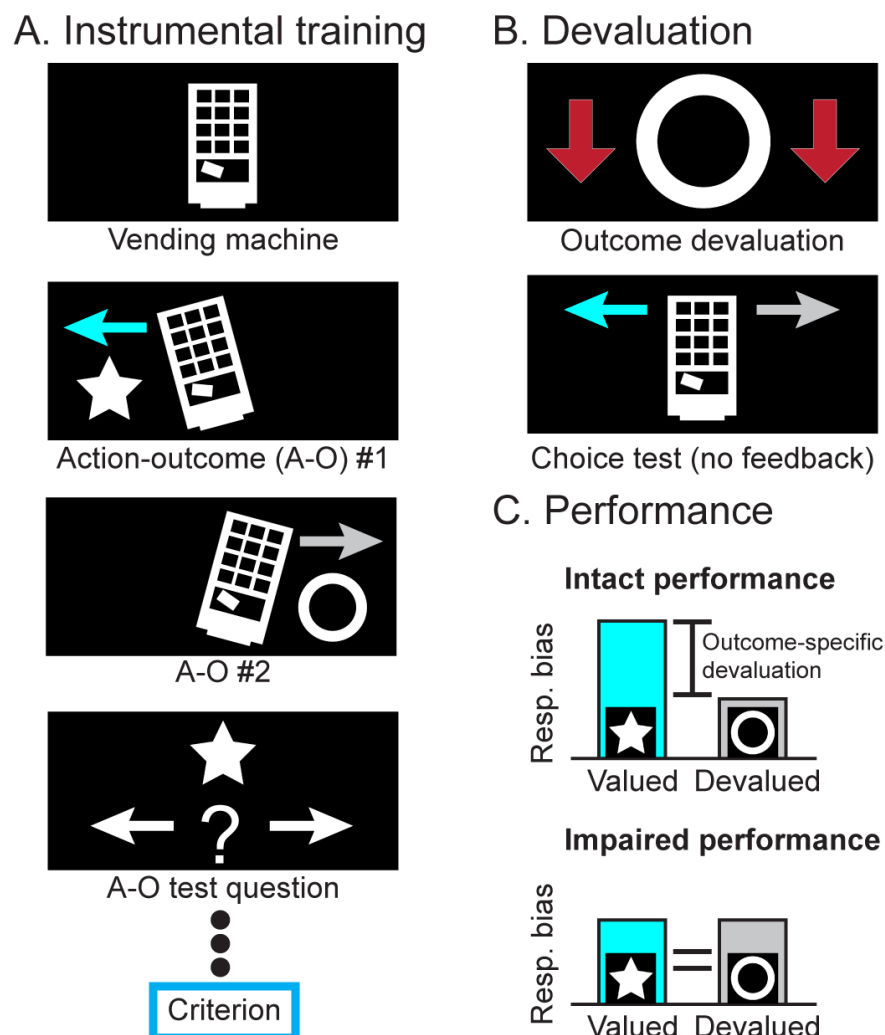 A. Instrumental training
Vending machine
Action-outcome (A-O) #1
A-O #2
?
A-O test question
Criterion
B. Devaluation
Outcome devaluation
Choice test (no feedback)
C. Performance
Intact performance
Resp. bias
Outcome-specific
devaluation
Valued Devalued
Impaired performance
Resp. bias
Valued Devalued